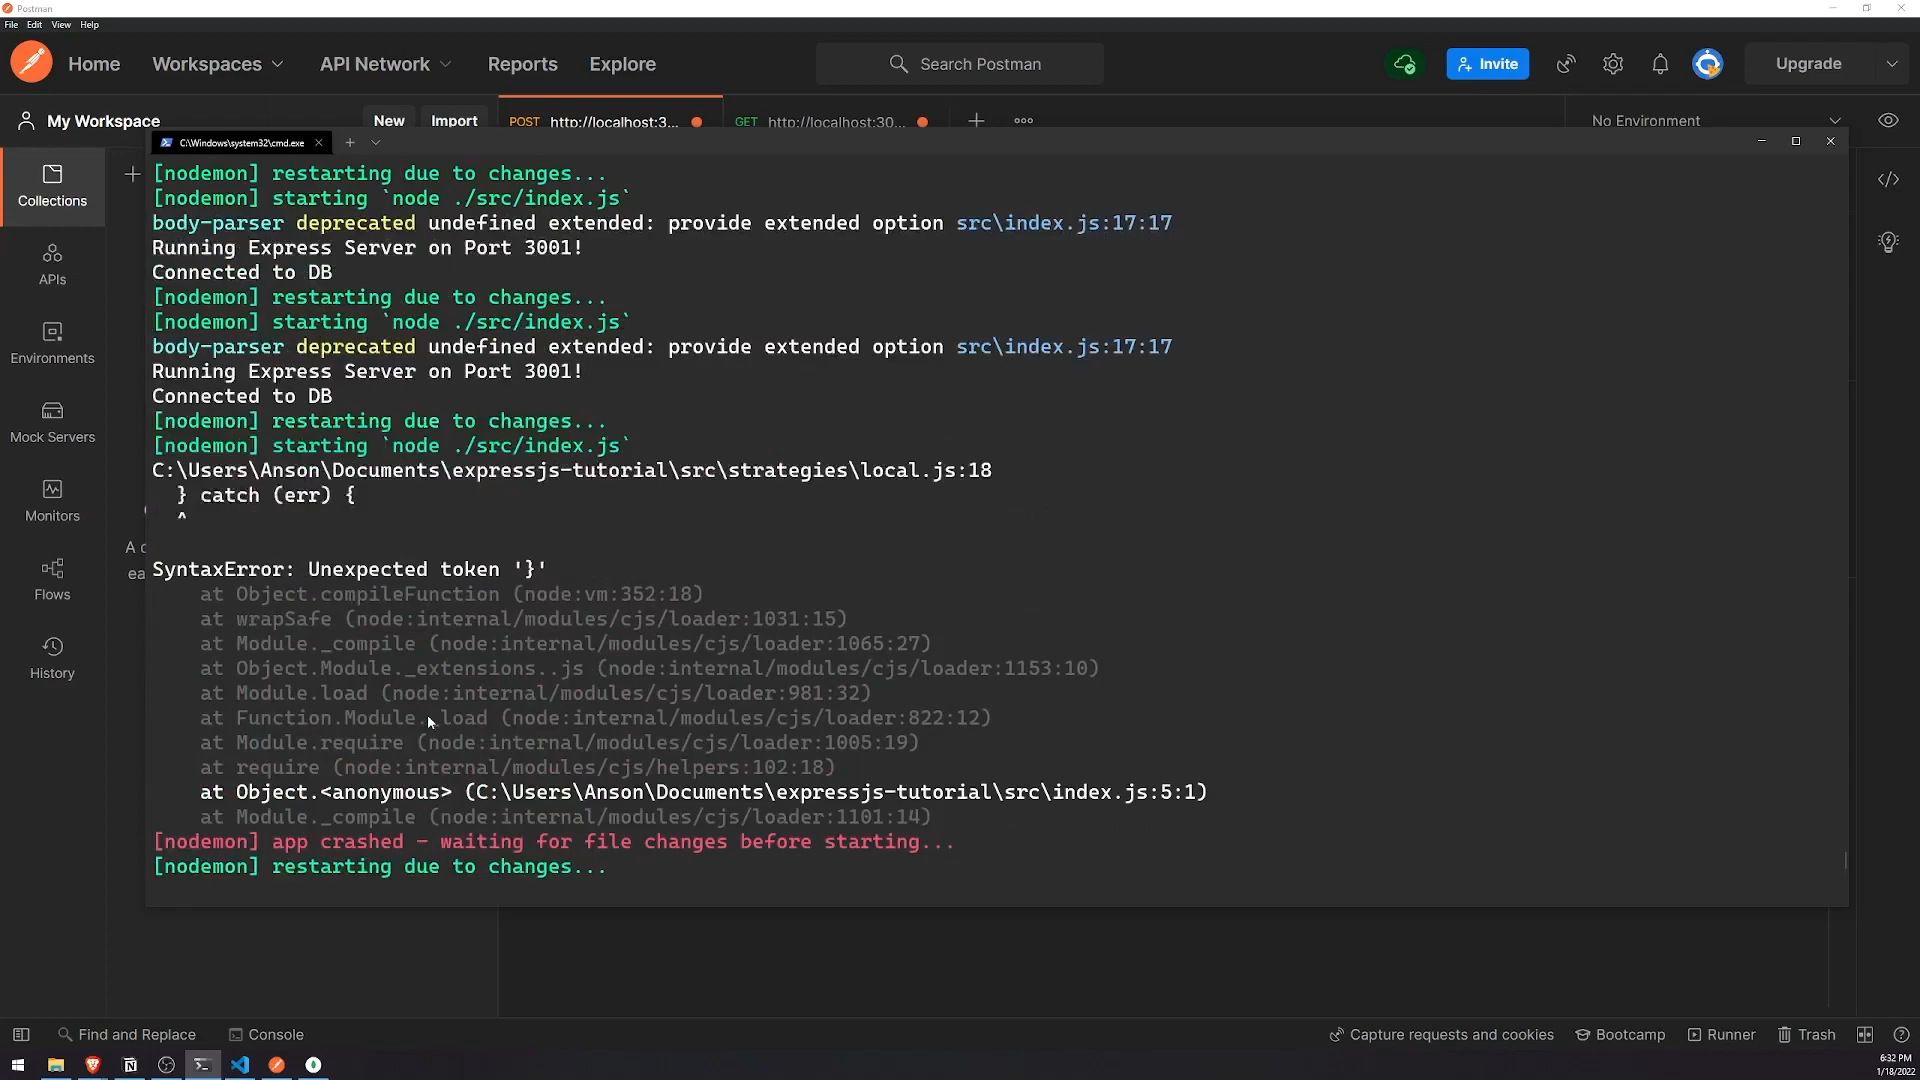 Postman
File Edit View Help
Home Workspaces API Network Reports Explore Search Postman Invite Upgrade
My Workspace New Import POST http://localhost:3... GET http://localhost:30... No Environment
C:\Windows\system32\cmd.exe
Collections
APIs
Environments
Mock Servers
Monitors
Flows
History
[nodemon] restarting due to changes...
[nodemon] starting `node ./src/index.js`
body-parser deprecated undefined extended: provide extended option src\index.js:17:17
Running Express Server on Port 3001!
Connected to DB
[nodemon] restarting due to changes...
[nodemon] starting `node ./src/index.js`
body-parser deprecated undefined extended: provide extended option src\index.js:17:17
Running Express Server on Port 3001!
Connected to DB
[nodemon] restarting due to changes...
[nodemon] starting `node ./src/index.js`
C:\Users\Anson\Documents\expressjs-tutorial\src\strategies\local.js:18
} catch (err) {
^
SyntaxError: Unexpected token '}'
at Object.compileFunction (node:vm:352:18)
at wrapSafe (node:internal/modules/cjs/loader:1031:15)
at Module._compile (node:internal/modules/cjs/loader:1065:27)
at Object.Module._extensions..js (node:internal/modules/cjs/loader:1153:10)
at Module.load (node:internal/modules/cjs/loader:981:32)
at Function.Module._load (node:internal/modules/cjs/loader:822:12)
at Module.require (node:internal/modules/cjs/loader:1005:19)
at require (node:internal/modules/cjs/helpers:102:18)
at Object.<anonymous> (C:\Users\Anson\Documents\expressjs-tutorial\src\index.js:5:1)
at Module._compile (node:internal/modules/cjs/loader:1101:14)
[nodemon] app crashed - waiting for file changes before starting...
[nodemon] restarting due to changes...
Find and Replace Console Capture requests and cookies Bootcamp Runner Trash
6:32 PM
1/18/2022